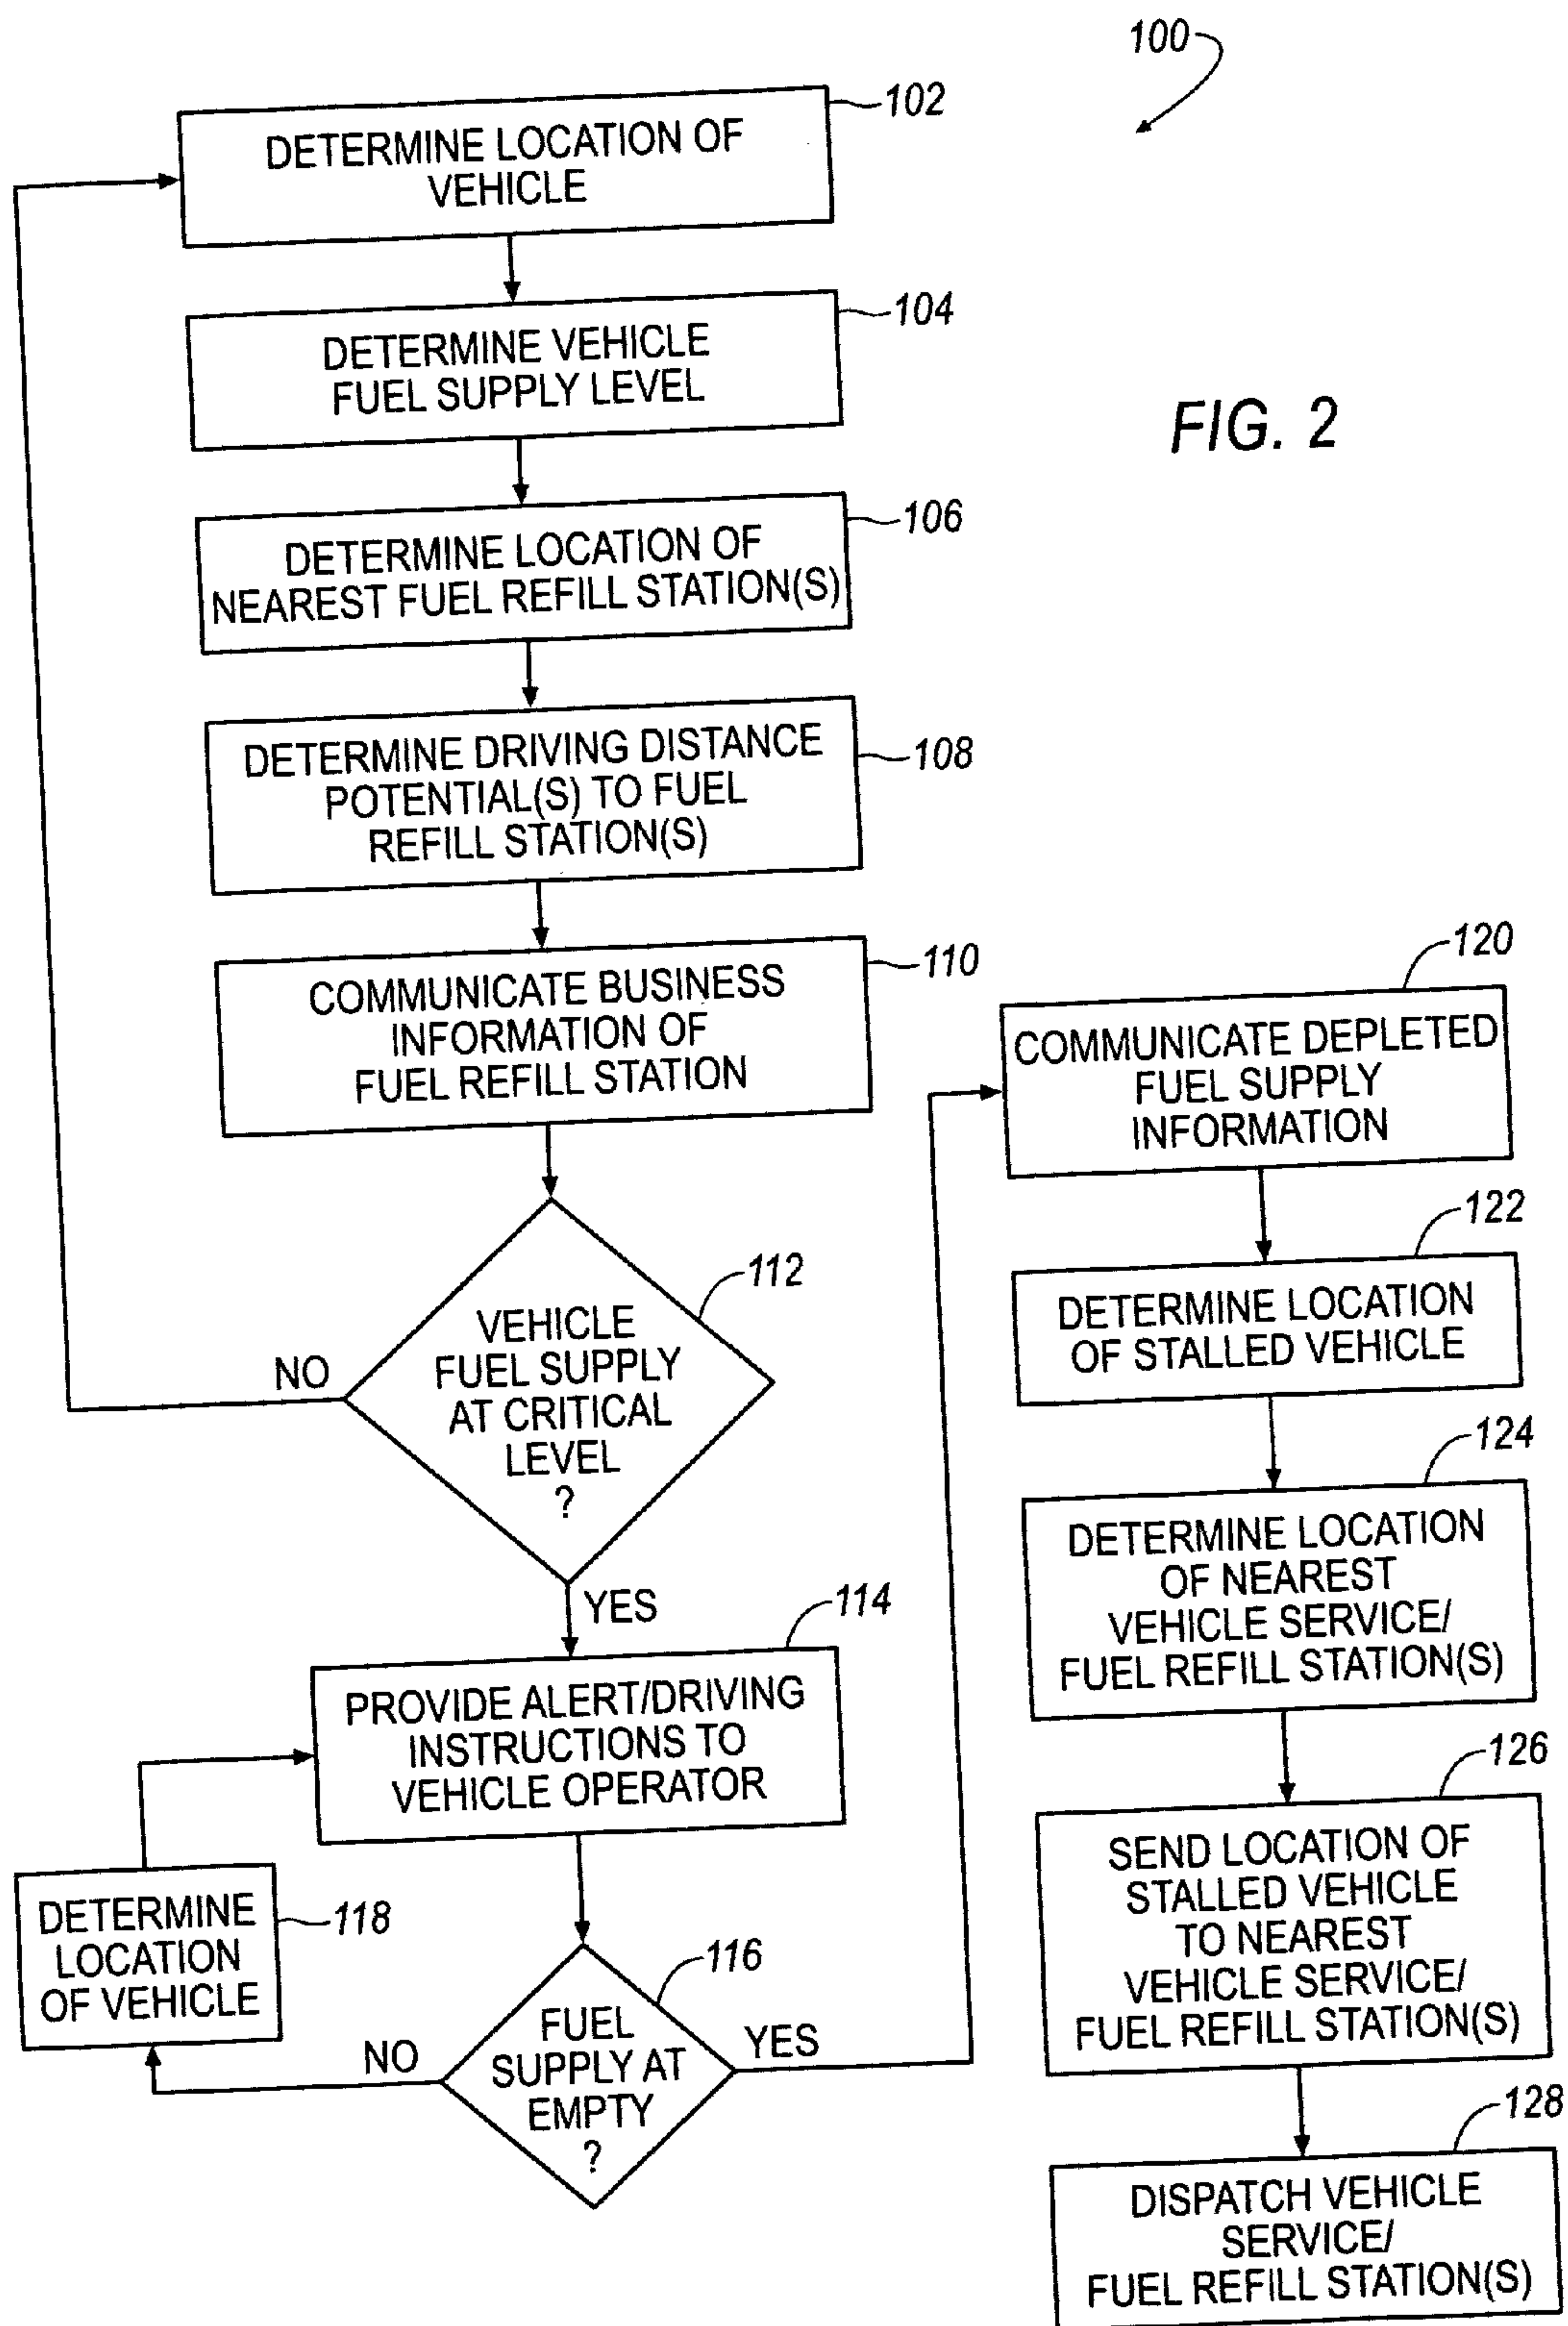 100
102
DETERMINE LOCATION OF
VEHICLE
104
DETERMINE VEHICLE
FUEL SUPPLY LEVEL
FIG. 2
106
DETERMINE LOCATION OF
NEAREST FUEL REFILL STATION(S)
108
DETERMINE DRIVING DISTANCE
POTENTIAL(S) TO FUEL
REFILL STATION(S)
110
COMMUNICATE BUSINESS
INFORMATION OF
FUEL REFILL STATION
112
VEHICLE
FUEL SUPPLY
AT CRITICAL
LEVEL
?
NO
YES
114
PROVIDE ALERT/DRIVING
INSTRUCTIONS TO
VEHICLE OPERATOR
118
DETERMINE
LOCATION
OF VEHICLE
116
FUEL
SUPPLY AT
EMPTY
?
NO
YES
120
COMMUNICATE DEPLETED
FUEL SUPPLY
INFORMATION
122
DETERMINE LOCATION
OF STALLED VEHICLE
124
DETERMINE LOCATION
OF NEAREST
VEHICLE SERVICE/
FUEL REFILL STATION(S)
126
SEND LOCATION OF
STALLED VEHICLE
TO NEAREST
VEHICLE SERVICE/
FUEL REFILL STATION(S)
128
DISPATCH VEHICLE
SERVICE/
FUEL REFILL STATION(S)